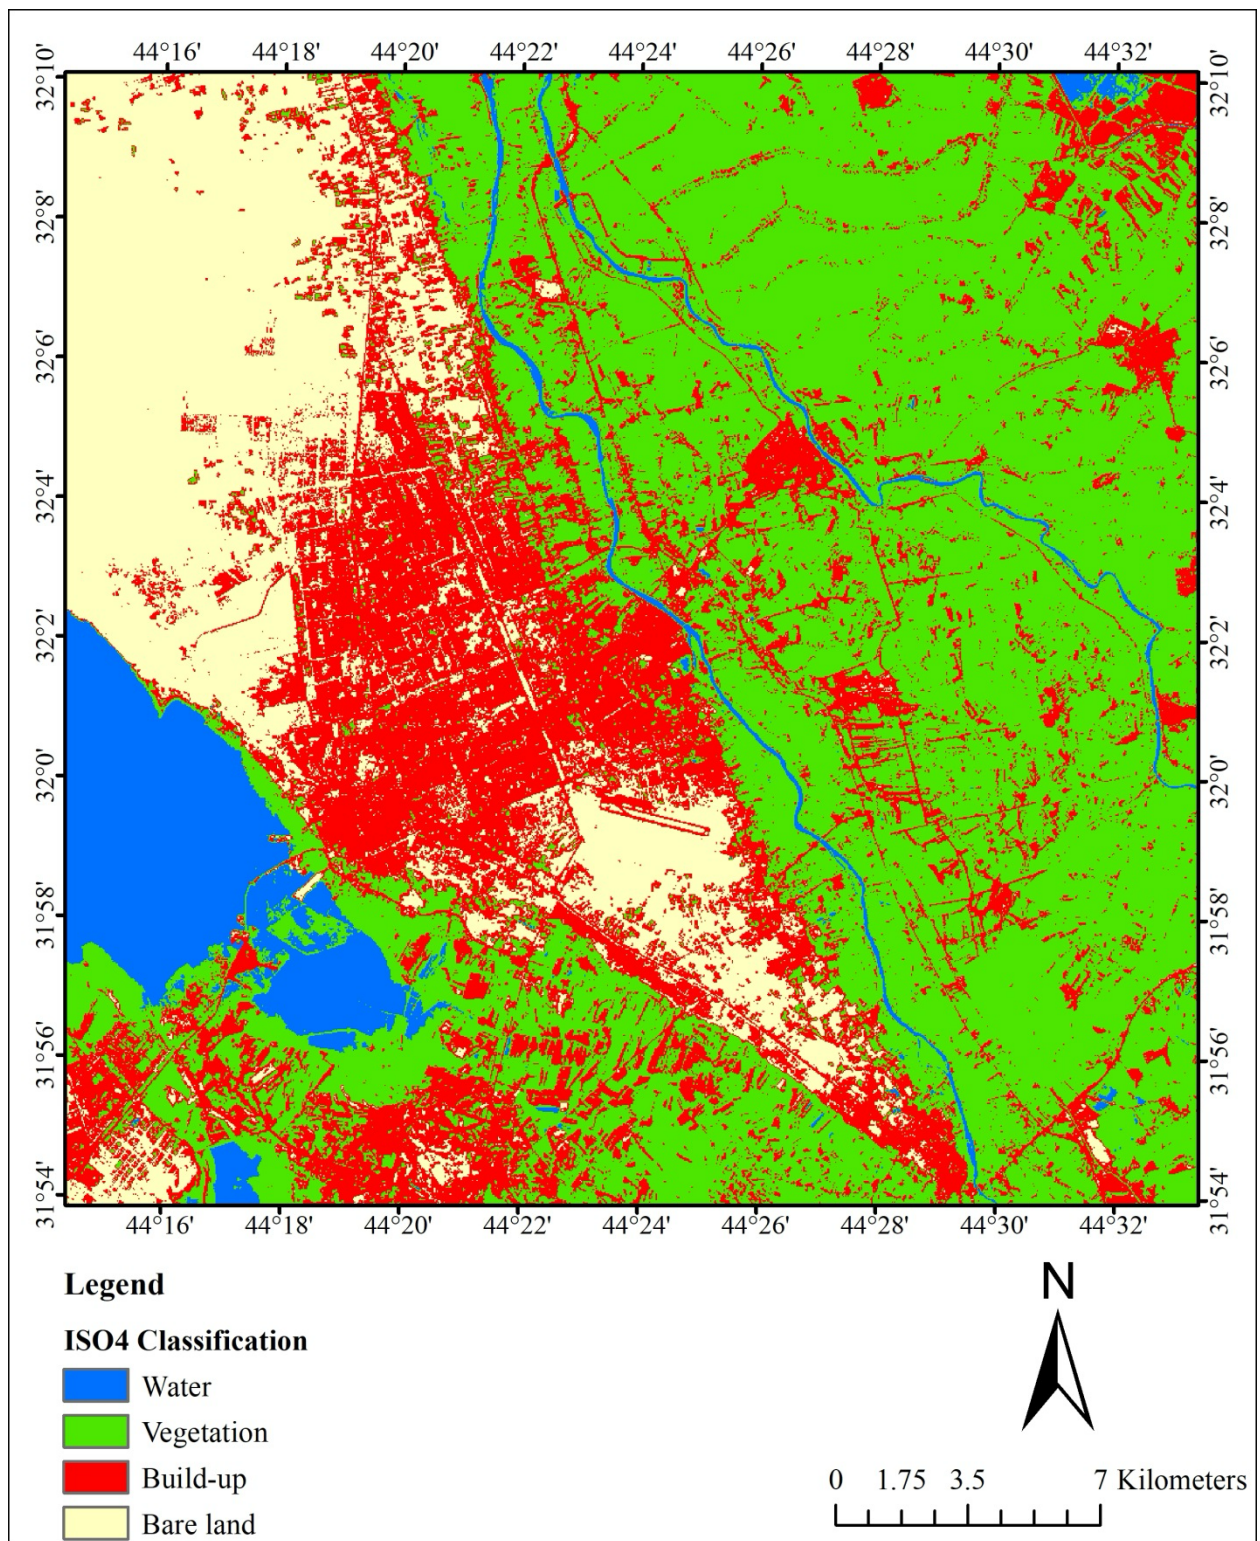 44°16' 44°18' 44°20' 44°22' 44°24' 44°26' 44°28' 44°30' 44°32'
32°10' 32°10'
32°8' 32°8'
32°6' 32°6'
32°4' 32°4'
32°2' 32°2'
32°0' 32°0'
31°58' 31°58'
31°56' 31°56'
31°54' 31°54'
44°16' 44°18' 44°20' 44°22' 44°24' 44°26' 44°28' 44°30' 44°32'
Legend
N
ISO4 Classification
Water
Vegetation
Build-up
0 1.75 3.5 7 Kilometers
Bare land